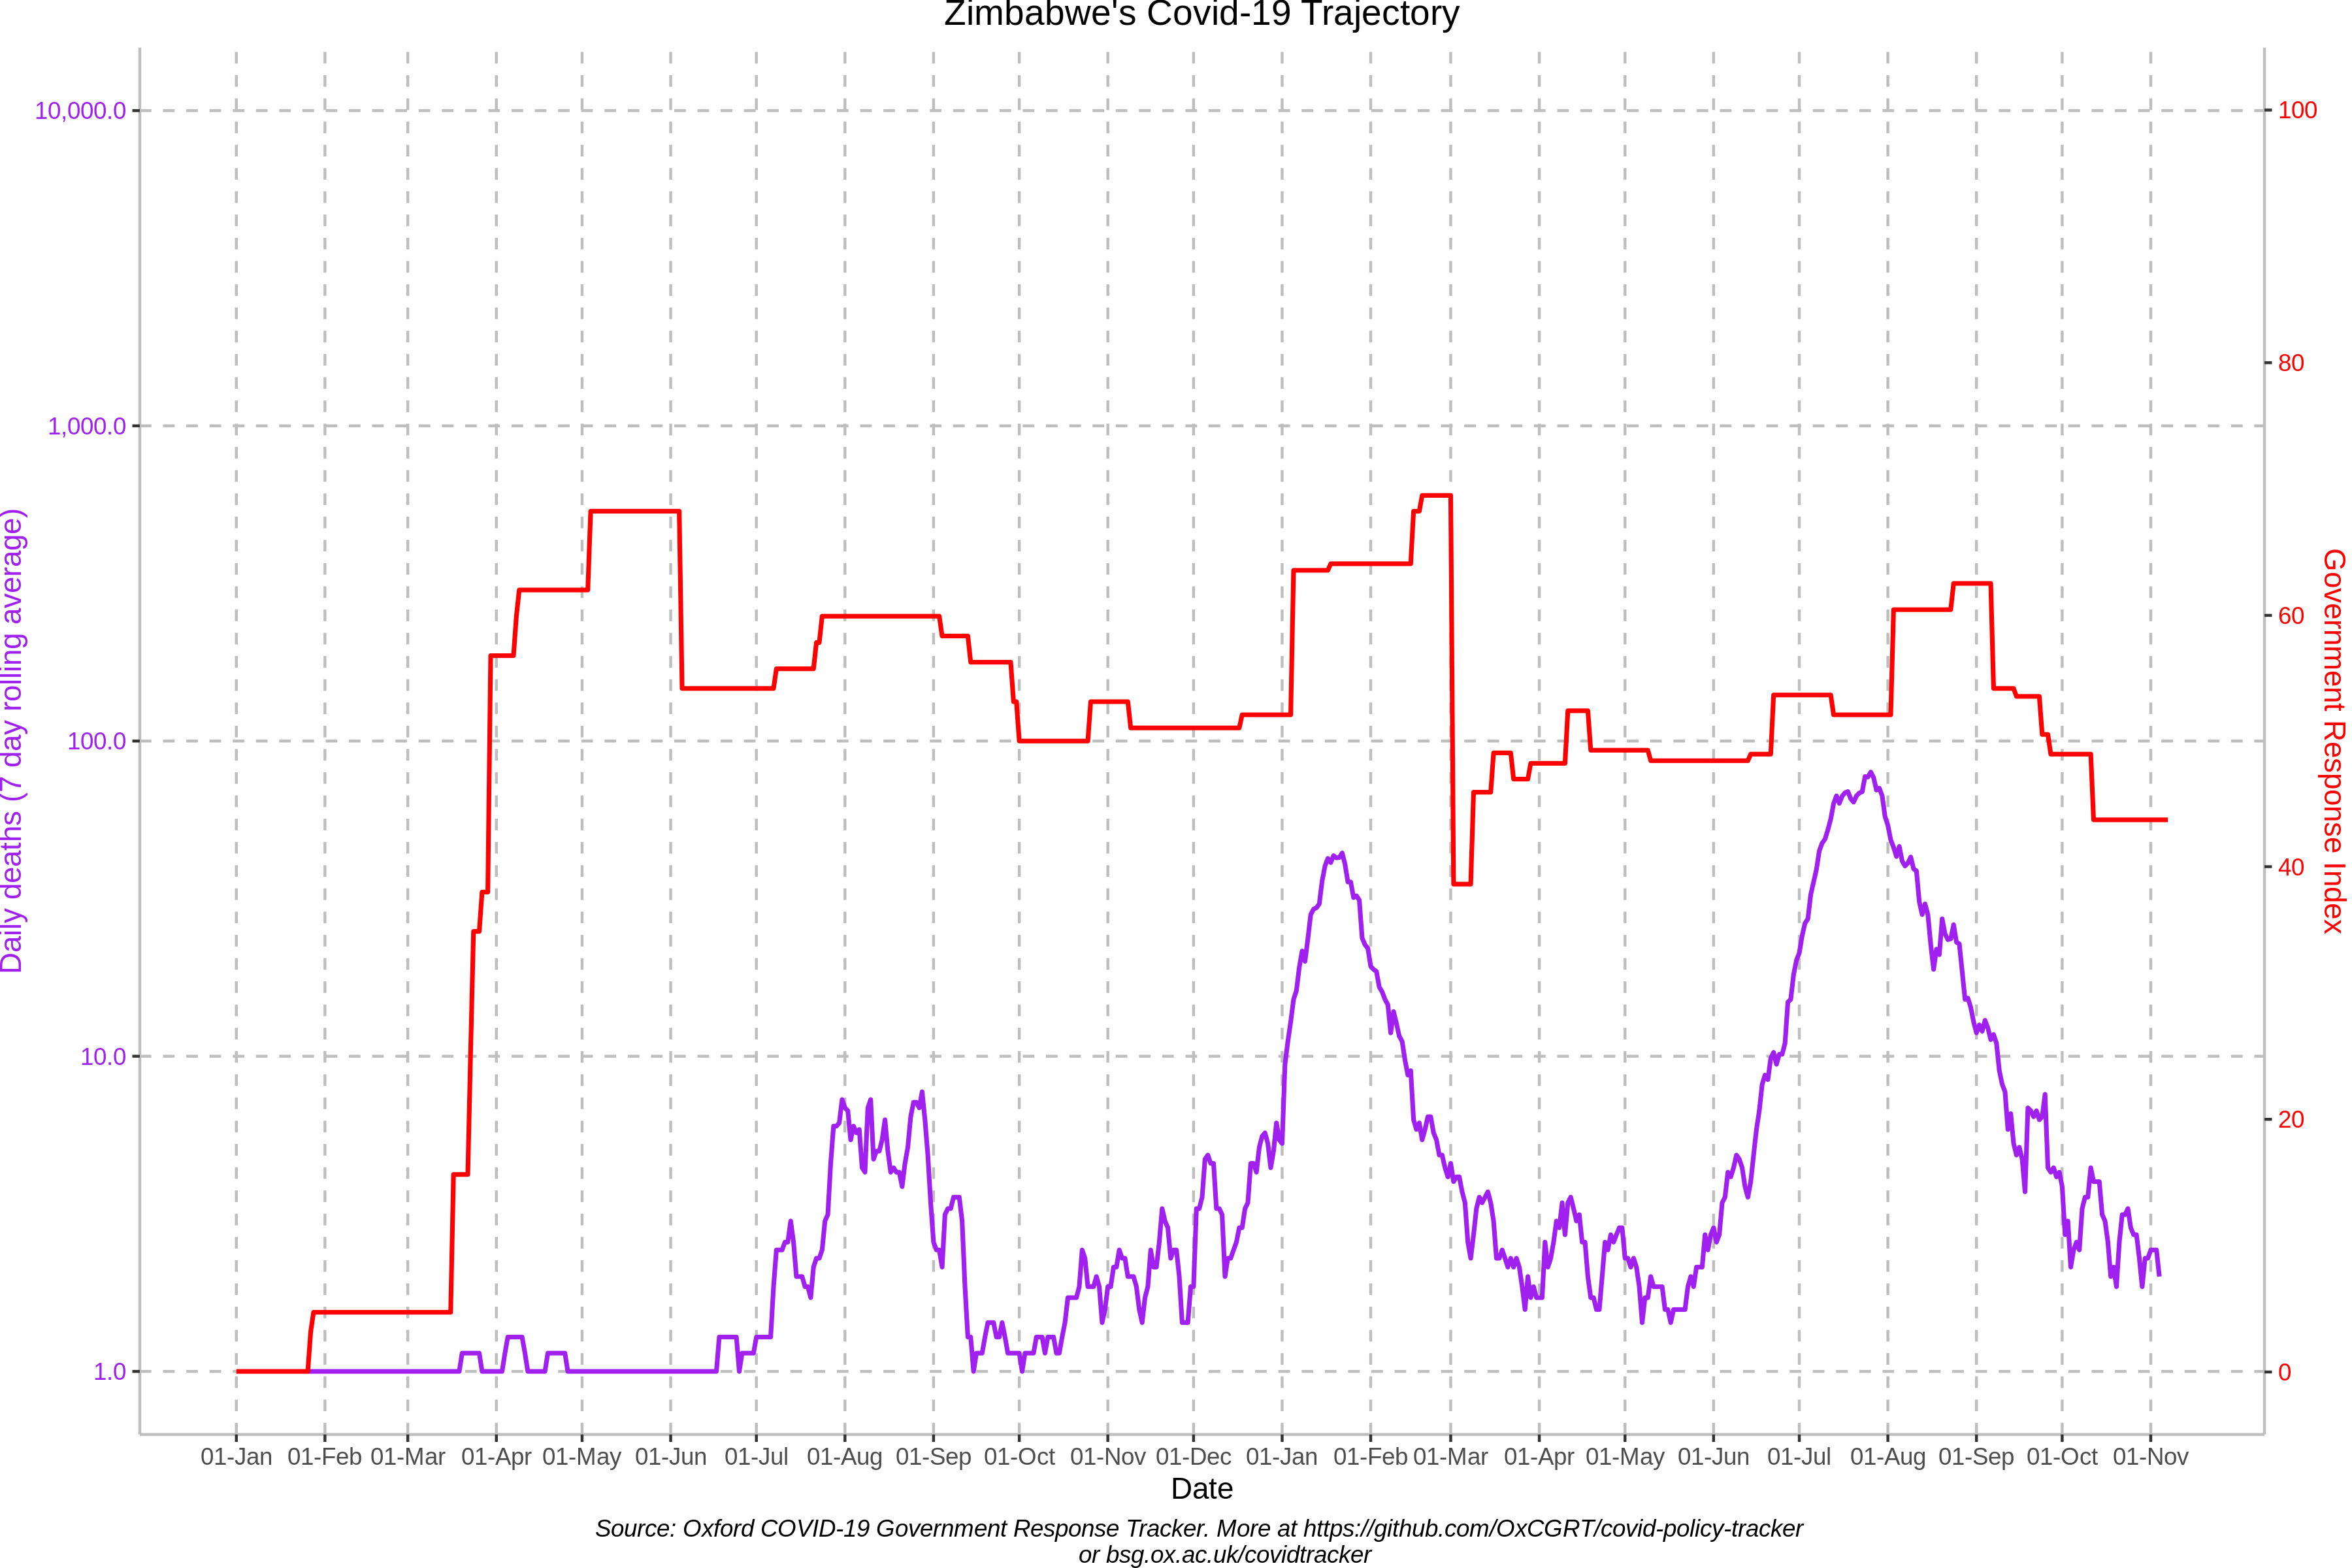 Zimbabwe's Covid-19 Trajectory
Daily deaths (7 day rolling average)
10,000.0
1,000.0
100.0
10.0
1.0
100
80
60
40
20
0
Government Response Index
01-Jan 01-Feb 01-Mar 01-Apr 01-May 01-Jun 01-Jul 01-Aug 01-Sep 01-Oct 01-Nov 01-Dec 01-Jan 01-Feb 01-Mar 01-Apr 01-May 01-Jun 01-Jul 01-Aug 01-Sep 01-Oct 01-Nov
Date
Source: Oxford COVID-19 Government Response Tracker. More at https://github.com/OxCGRT/covid-policy-tracker
or bsg.ox.ac.uk/covidtracker